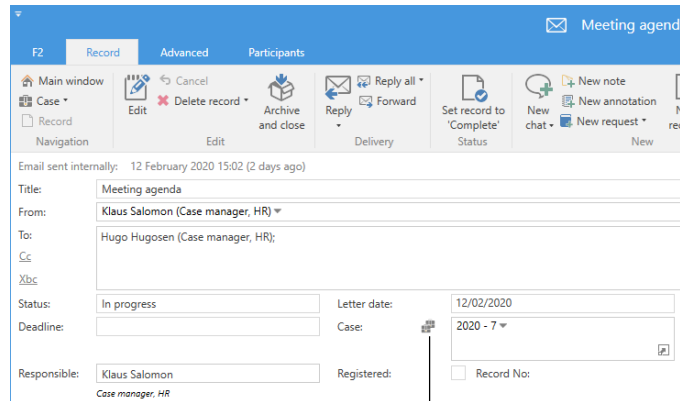 Meeting agend
F2 Record Advanced Participants
Main window
Case
Record
Navigation
Edit
Cancel
Delete record
Archive
and close
Edit
Reply
Reply all
Forward
Delivery
Set record to
'Complete'
Status
New
chat
New note
New annotation
New request
New
Email sent internally: 12 February 2020 15:02 (2 days ago)
Title: Meeting agenda
From: Klaus Salomon (Case manager, HR)
To: Hugo Hugosen (Case manager, HR);
Cc
Xbc
Status: In progress Letter date: 12/02/2020
Deadline: Case: 2020 - 7
Responsible: Klaus Salomon Registered: Record No:
Case manager, HR